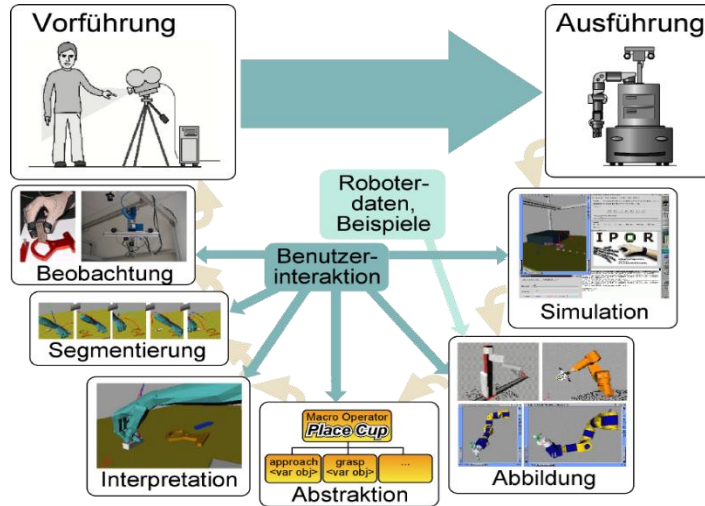 Vorführung
Ausführung
Roboter-
daten,
Beispiele
Benutzer-
interaktion
Beobachtung
IPOR
Simulation
Segmentierung
Macro Operator
Place Cup
approach
<var obj>
grasp
<var obj>
...
Interpretation
Abstraktion
Abbildung